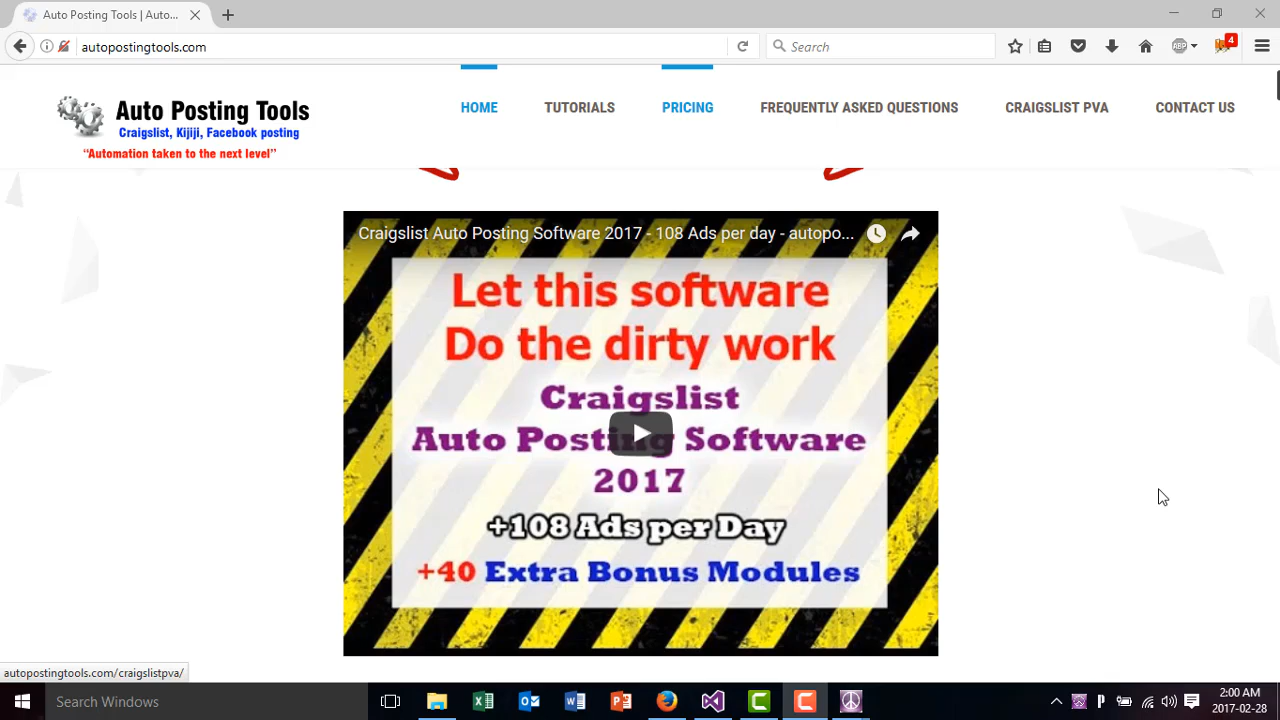 Auto Posting Tools | Auto...
autopostingtools.com
Search
ABP
4
Auto Posting Tools
Craigslist, Kijiji, Facebook posting
“Automation taken to the next level”
HOME
TUTORIALS
PRICING
FREQUENTLY ASKED QUESTIONS
CRAIGSLIST PVA
CONTACT US
Craigslist Auto Posting Software 2017 - 108 Ads per day - autopo...
Let this software
Do the dirty work
Craigslist
Auto Posting Software
2017
+108 Ads per Day
+40 Extra Bonus Modules
autopostingtools.com/craigslistpva/
Search Windows
2:00 AM
2017-02-28